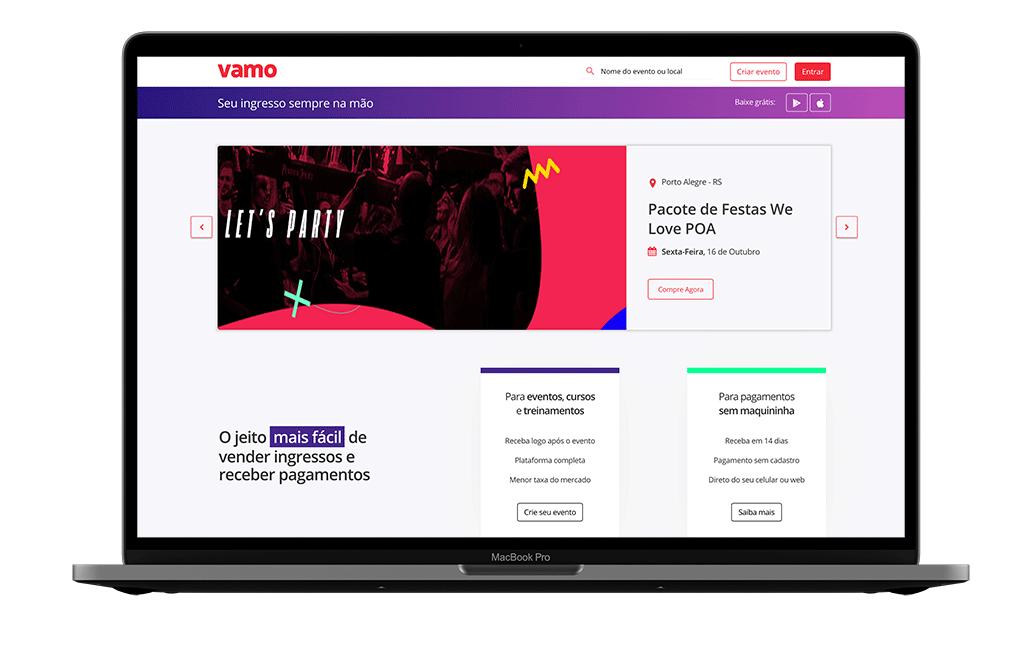 vamo
Nome do evento ou local
Criar evento
Entrar
Seu ingresso sempre na mão
Baixe grátis:
LET'S PARTY
Porto Alegre - RS
Pacote de Festas We
Love POA
Sexta-Feira, 16 de Outubro
Compre Agora
O jeito mais fácil de
vender ingressos e
receber pagamentos
Para eventos, cursos
e treinamentos
Receba logo após o evento
Plataforma completa
Menor taxa do mercado
Crie seu evento
Para pagamentos
sem maquininha
Receba em 14 dias
Pagamento sem cadastro
Direto do seu celular ou web
Saiba mais
MacBook Pro